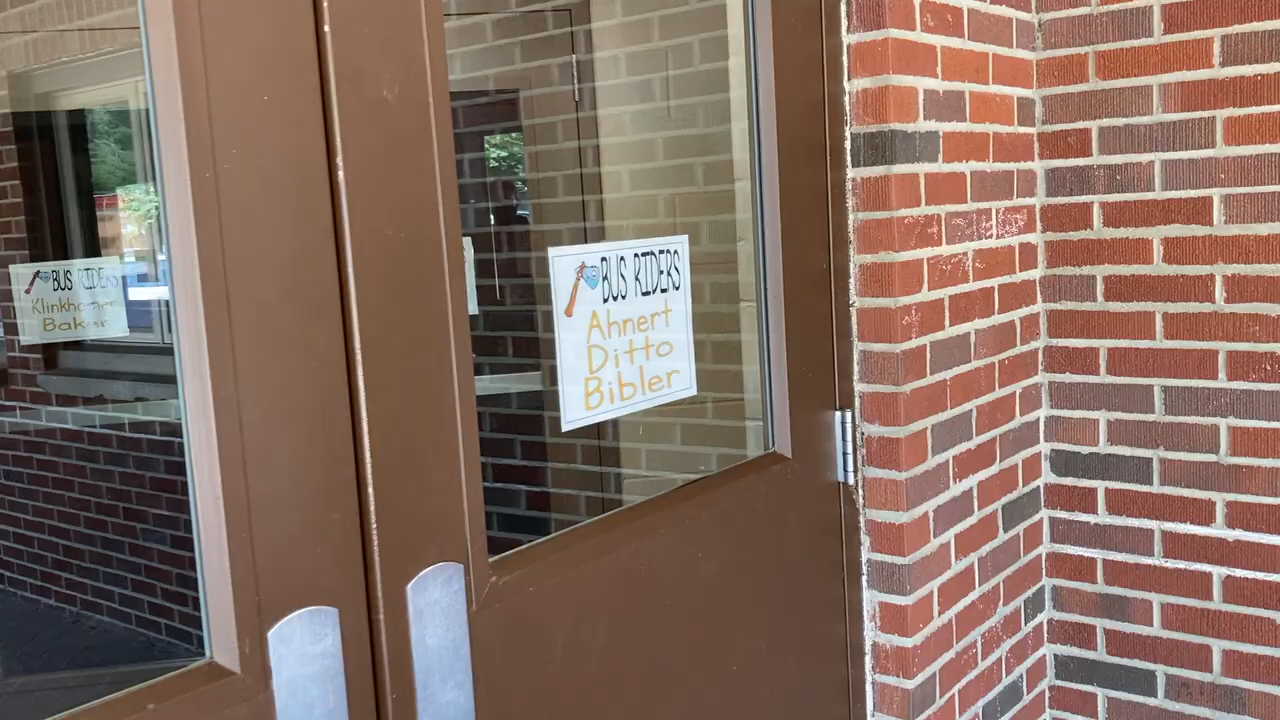 BUS RIDERS
Klinkhamer
Baker
BUS RIDERS
Ahnert
Ditto
Bibler